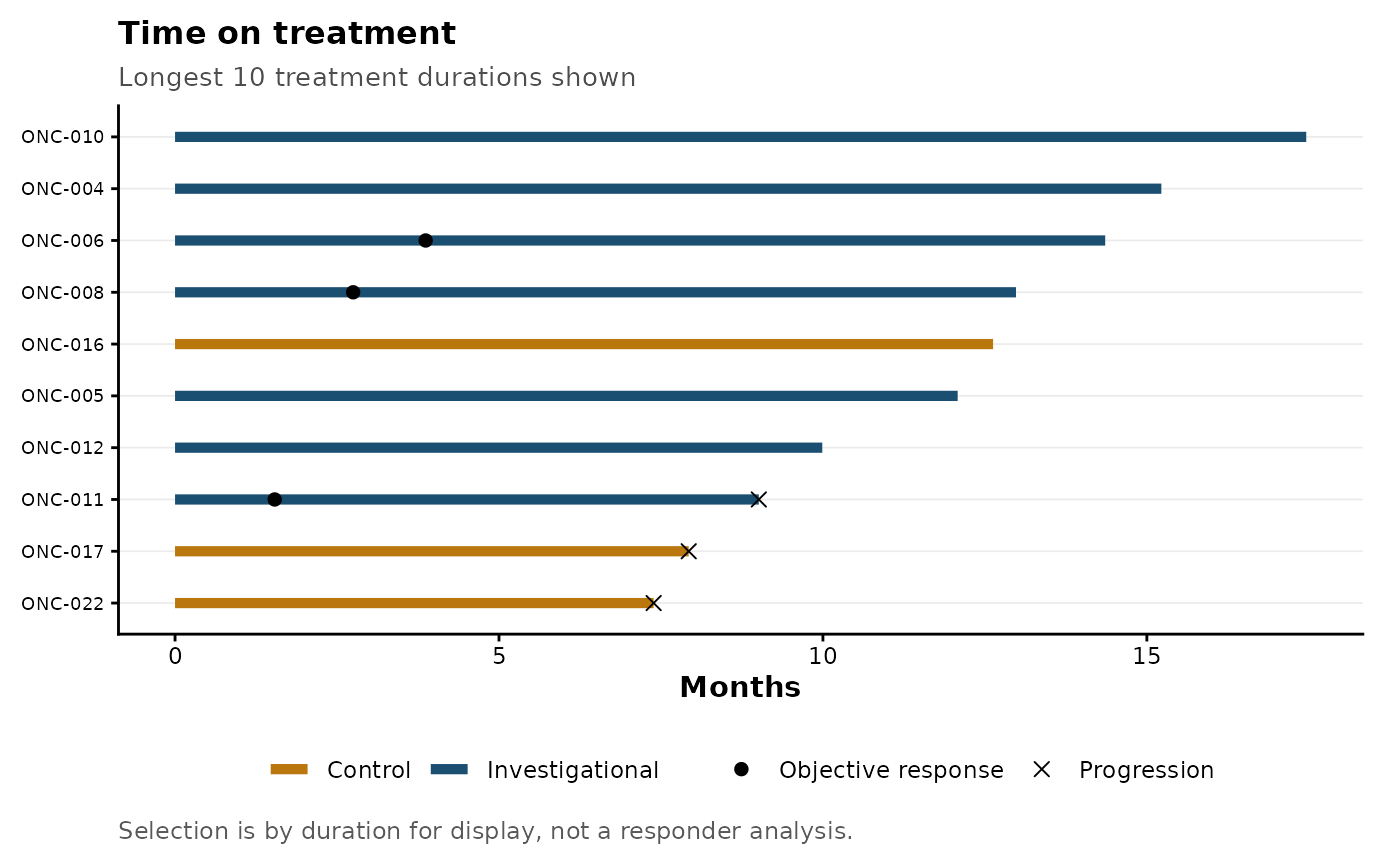 Time on treatment
Longest 10 treatment durations shown
ONC-010
ONC-004
ONC-006
ONC-008
ONC-016
ONC-005
ONC-012
ONC-011
ONC-017
ONC-022
0 5 10 15
Months
Control Investigational Objective response Progression
Selection is by duration for display, not a responder analysis.